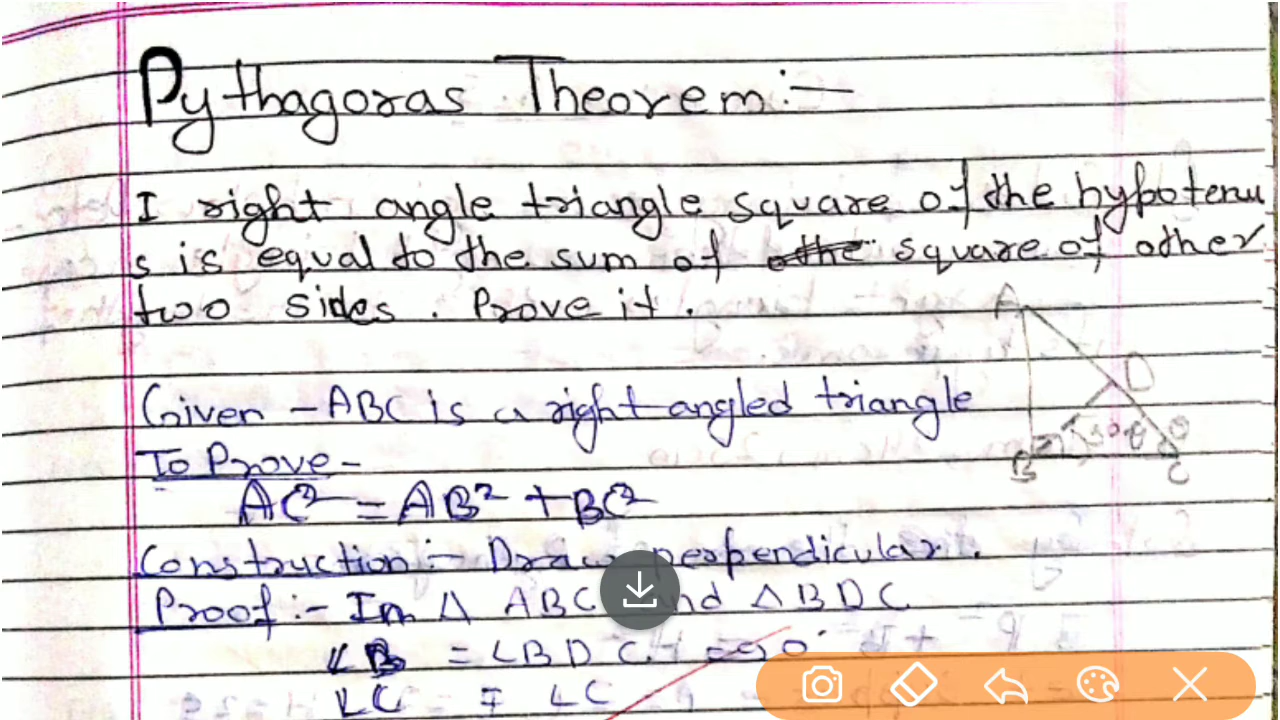 Pythagoras Theorem:-
I right angle triangle square of the hypotenu
s is equal to the sum of square of other
two sides. Prove it.
A
D
Given - ABC is a right angled triangle
90-θ θ
B C
To Prove -
AC² = AB² + BC²
Construction :- Draw perpendicular.
Proof :- In Δ ABC and Δ BDC
∠B = ∠BDC = 90°
∠C = ∠C